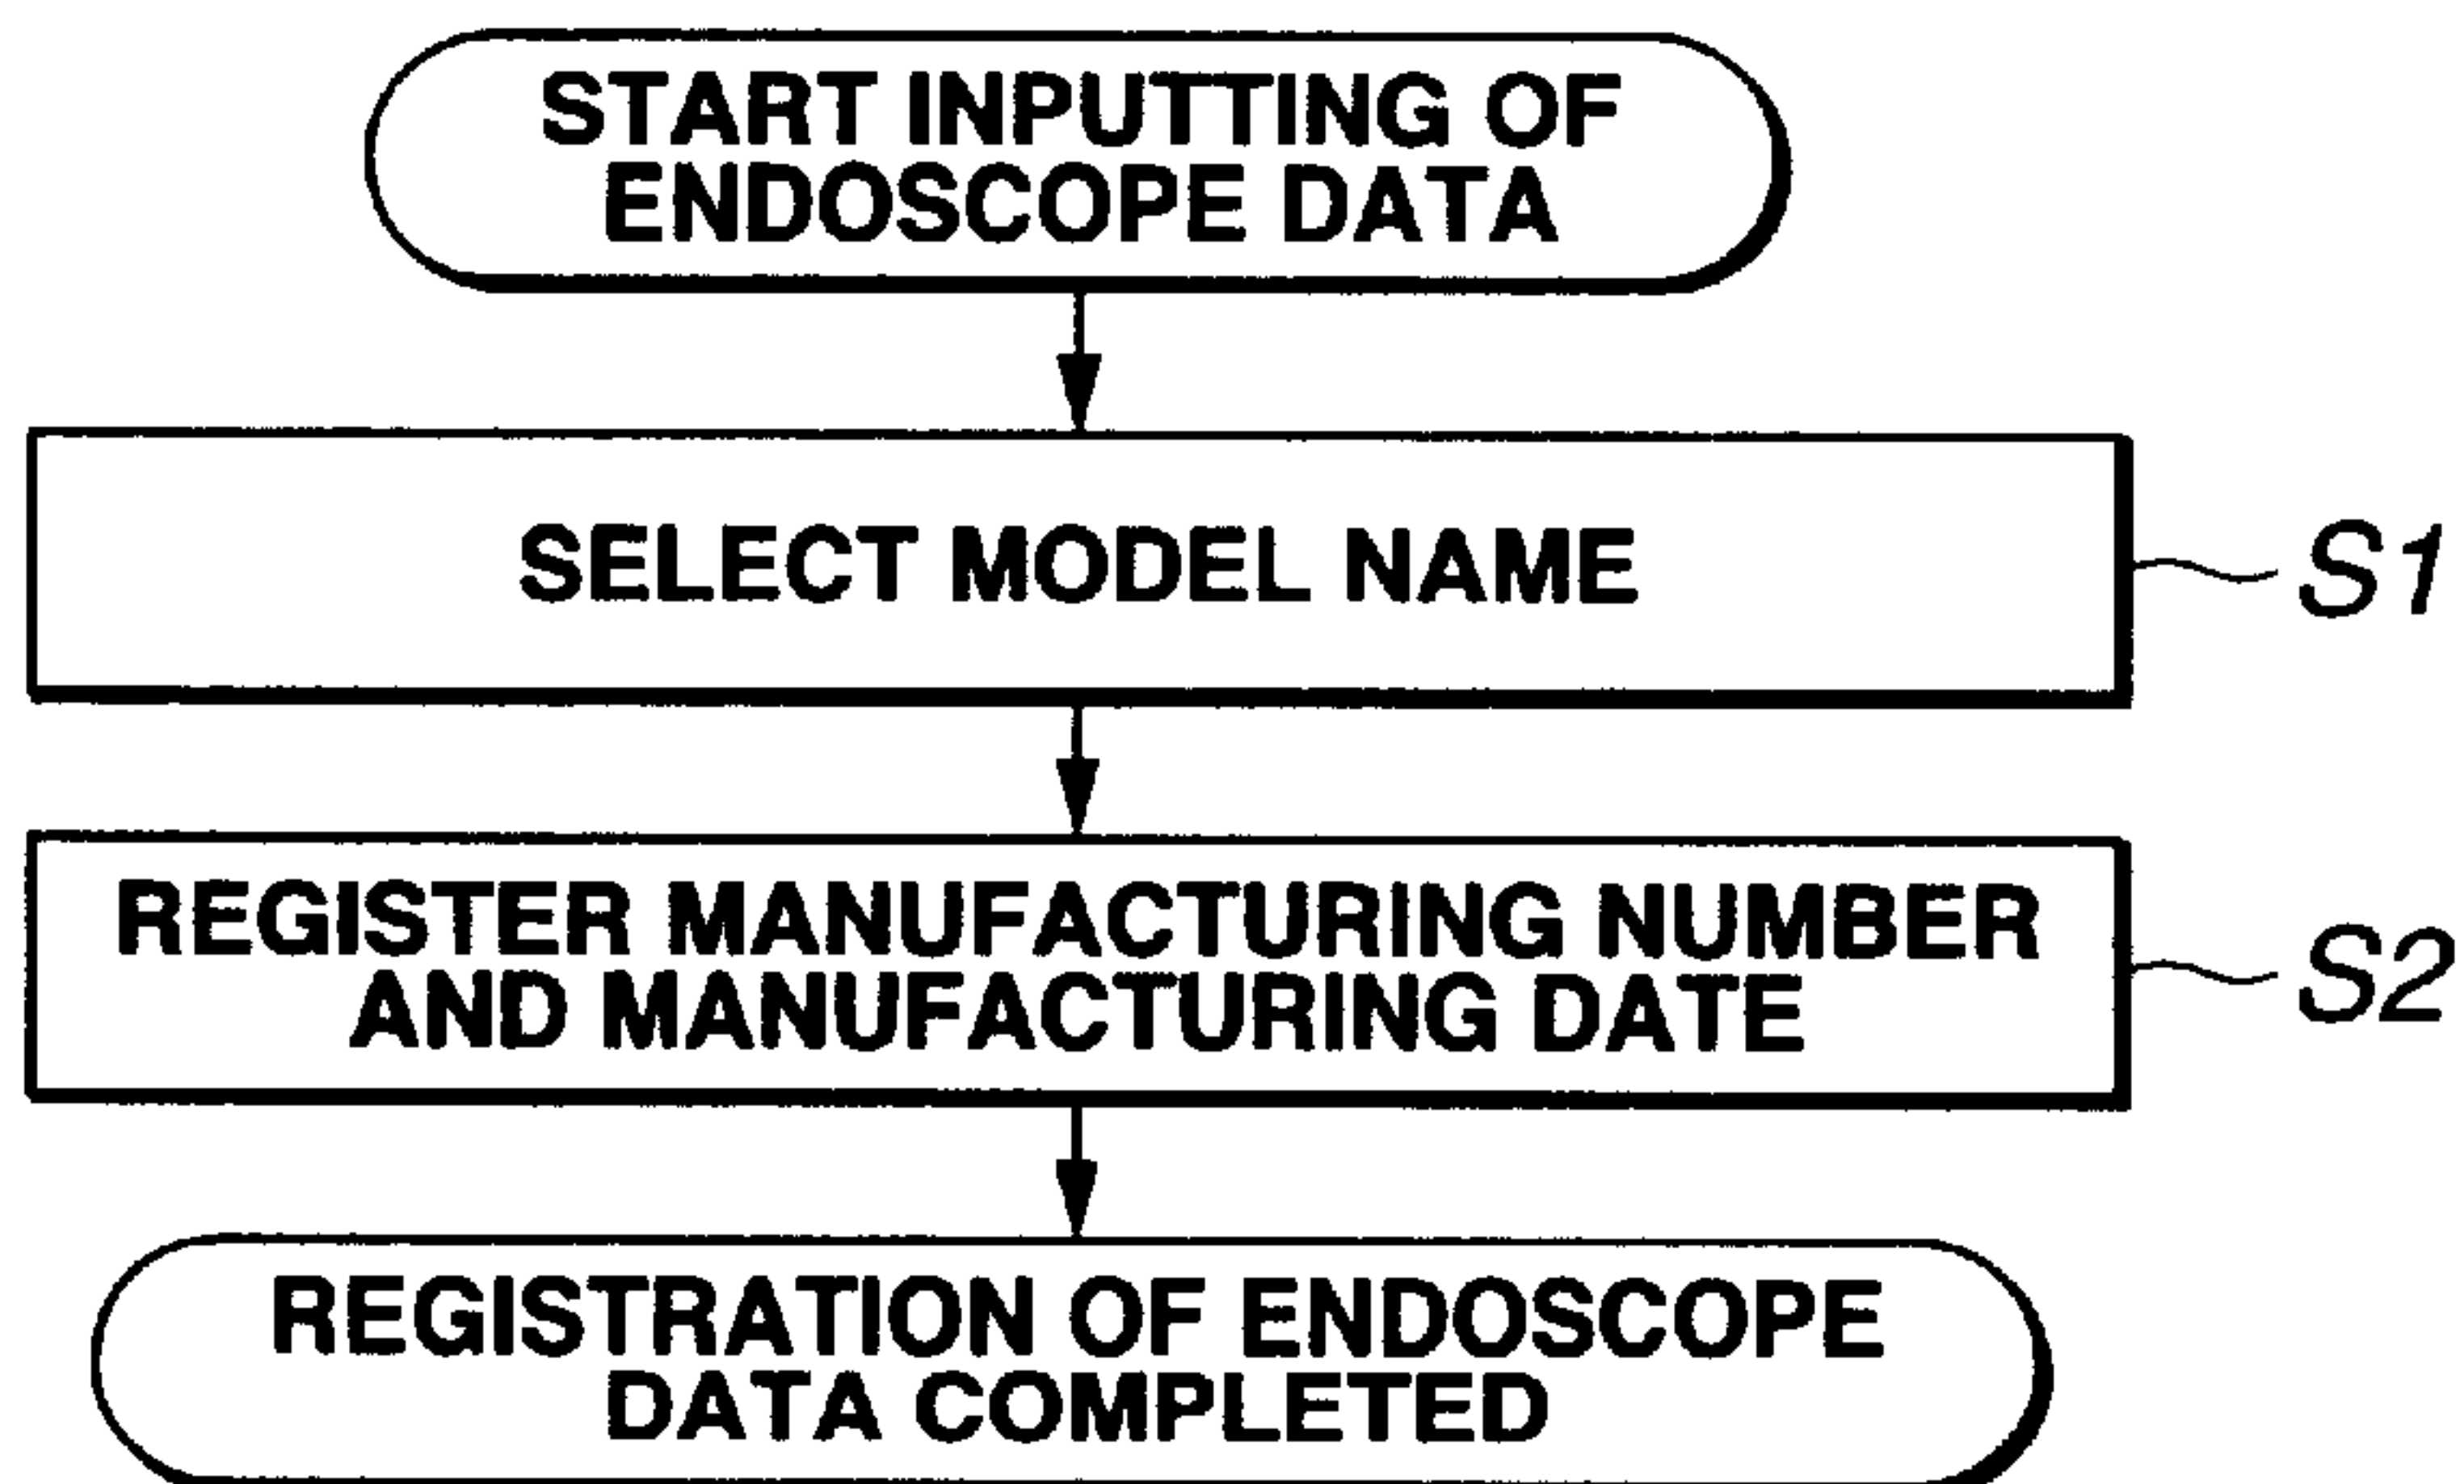 START INPUTTING OF
ENDOSCOPE DATA
SELECT MODEL NAME
S1
REGISTER MANUFACTURING NUMBER
AND MANUFACTURING DATE
S2
REGISTRATION OF ENDOSCOPE
DATA COMPLETED